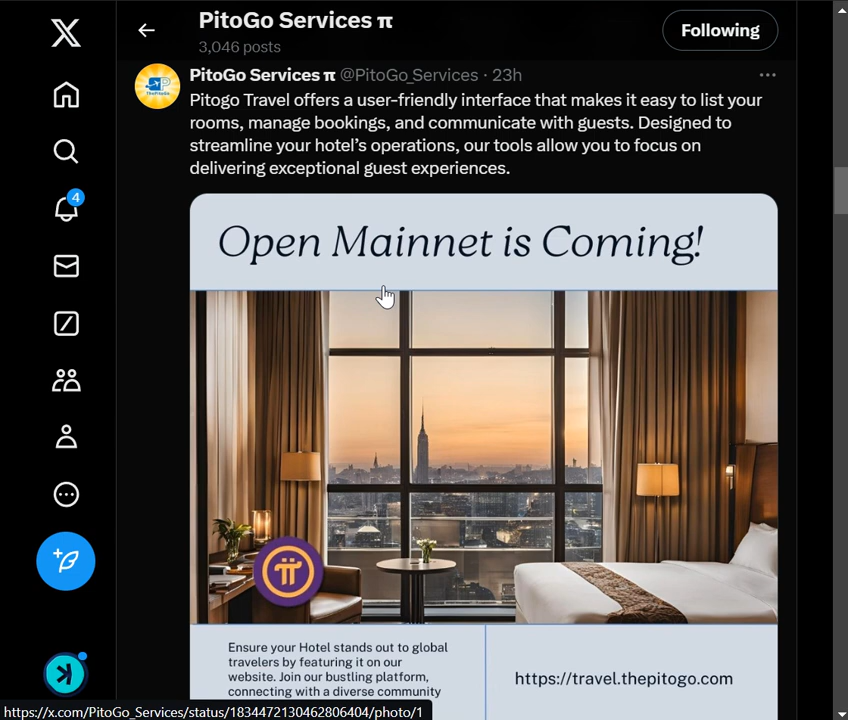 PitoGo Services π
3,046 posts
Following
PitoGo Services π @PitoGo_Services · 23h
Pitogo Travel offers a user-friendly interface that makes it easy to list your
rooms, manage bookings, and communicate with guests. Designed to
streamline your hotel's operations, our tools allow you to focus on
delivering exceptional guest experiences.
4
Open Mainnet is Coming!
Ensure your Hotel stands out to global
travelers by featuring it on our
website. Join our bustling platform,
connecting with a diverse community
https://travel.thepitogo.com
https://x.com/PitoGo_Services/status/1834472130462806404/photo/1